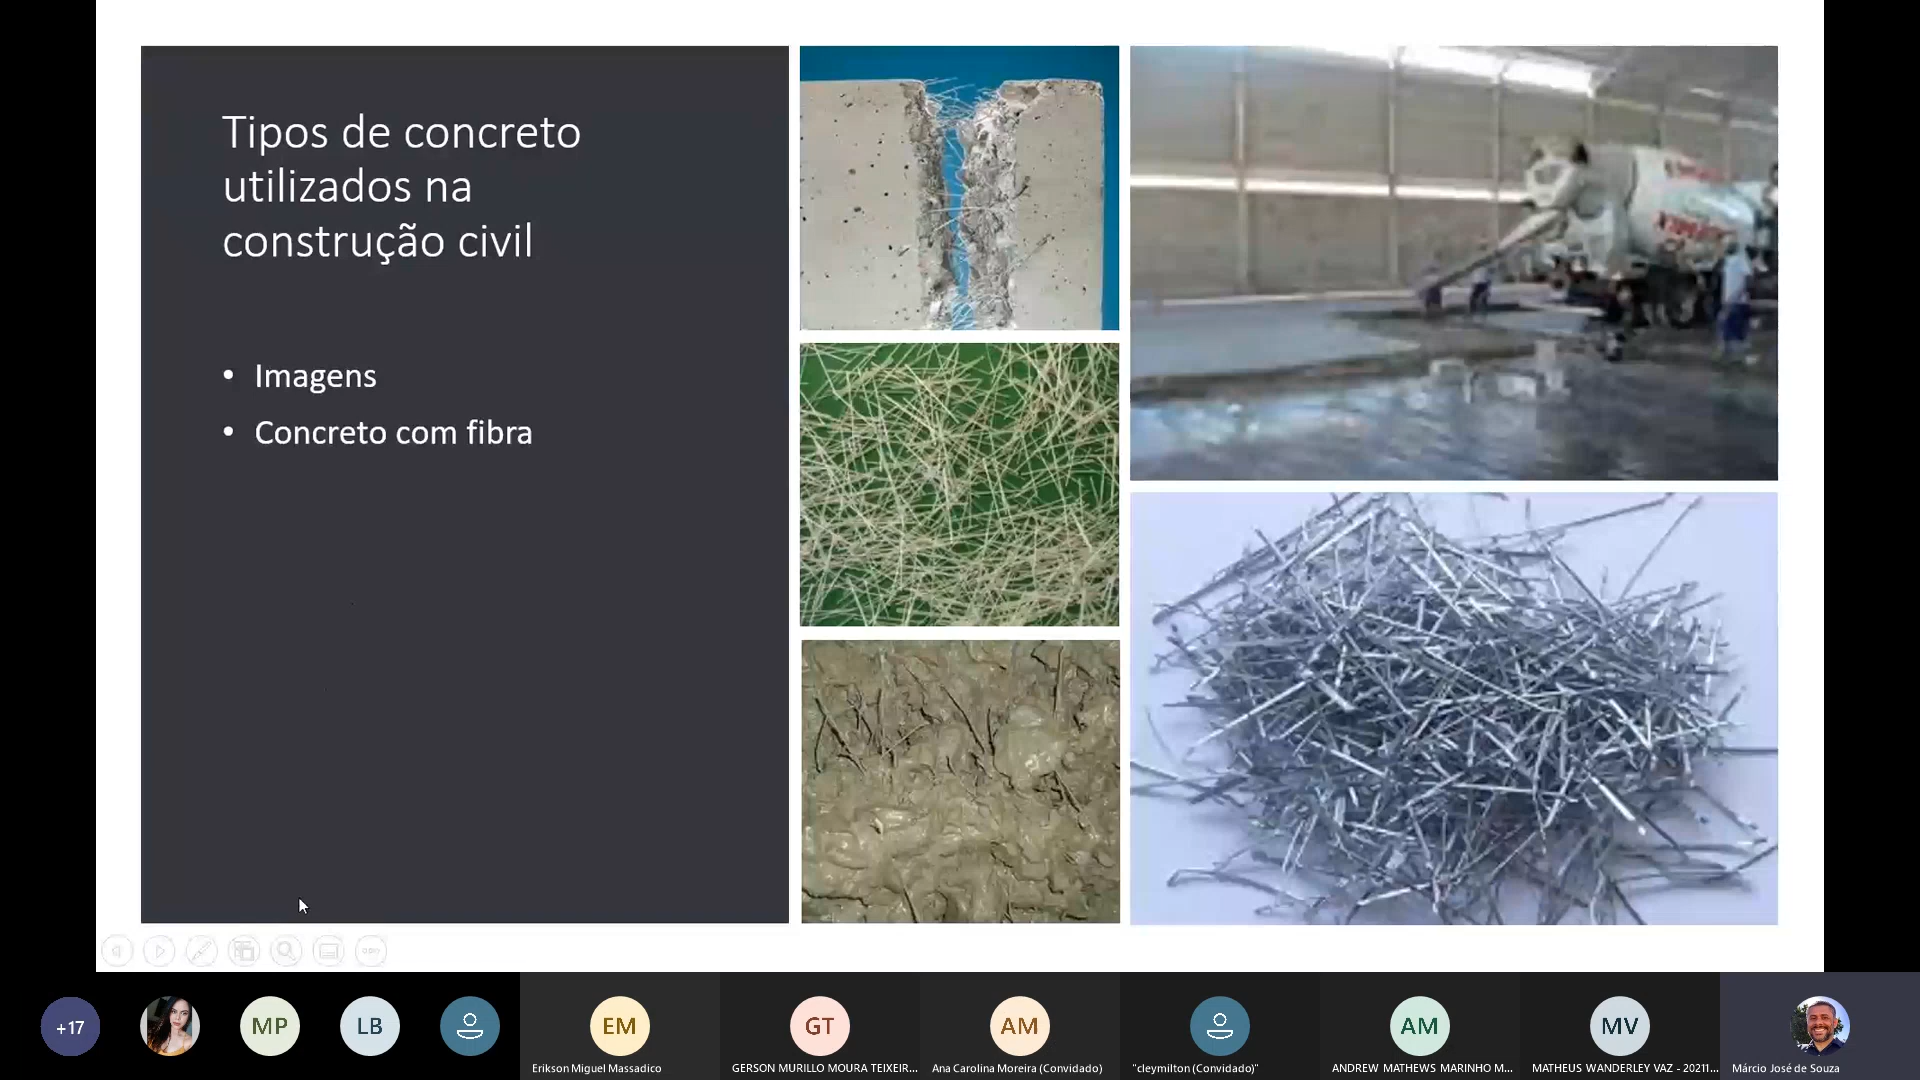 Tipos de concreto
utilizados na
construção civil
• Imagens
• Concreto com fibra
+17
MP
LB
EM
GT
AM
AM
MV
Erikson Miguel Massadico
GERSON MURILLO MOURA TEIXEIR...
Ana Carolina Moreira (Convidado)
"cleymilton (Convidado)"
ANDREW MATHEWS MARINHO M...
MATHEUS WANDERLEY VAZ - 20211...
Márcio José de Souza